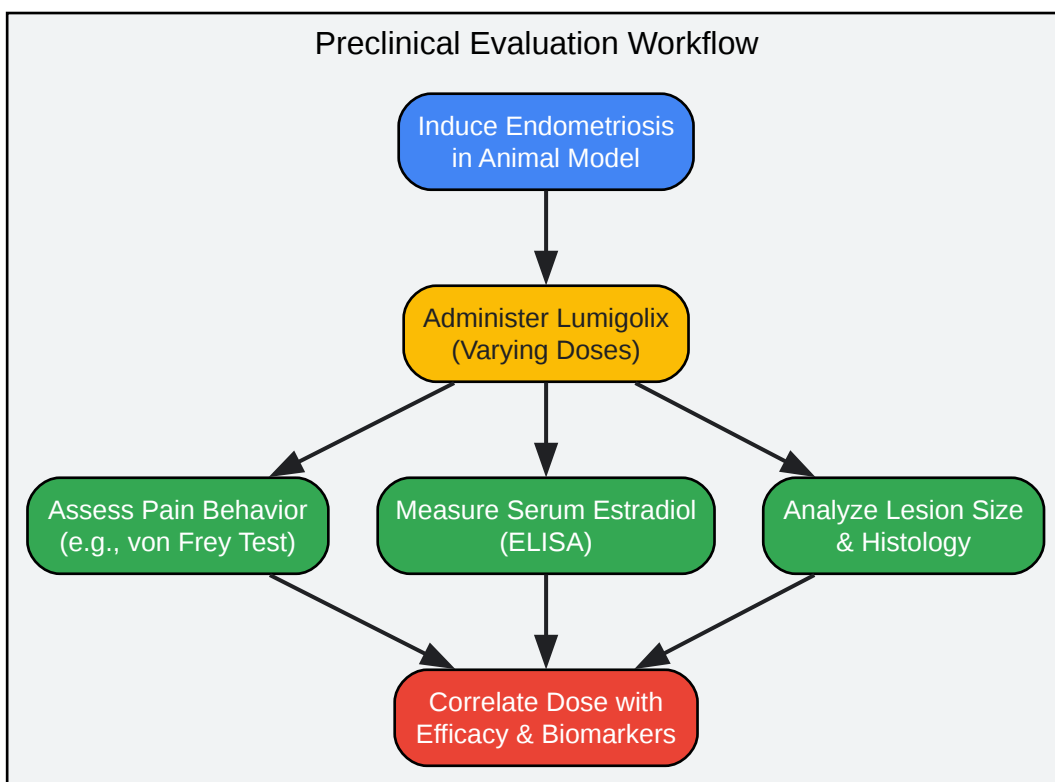 Preclinical Evaluation Workflow
Induce Endometriosis
in Animal Model
Administer Lumigolix
(Varying Doses)
Assess Pain Behavior
(e.g., von Frey Test)
Measure Serum Estradiol
(ELISA)
Analyze Lesion Size
& Histology
Correlate Dose with
Efficacy & Biomarkers